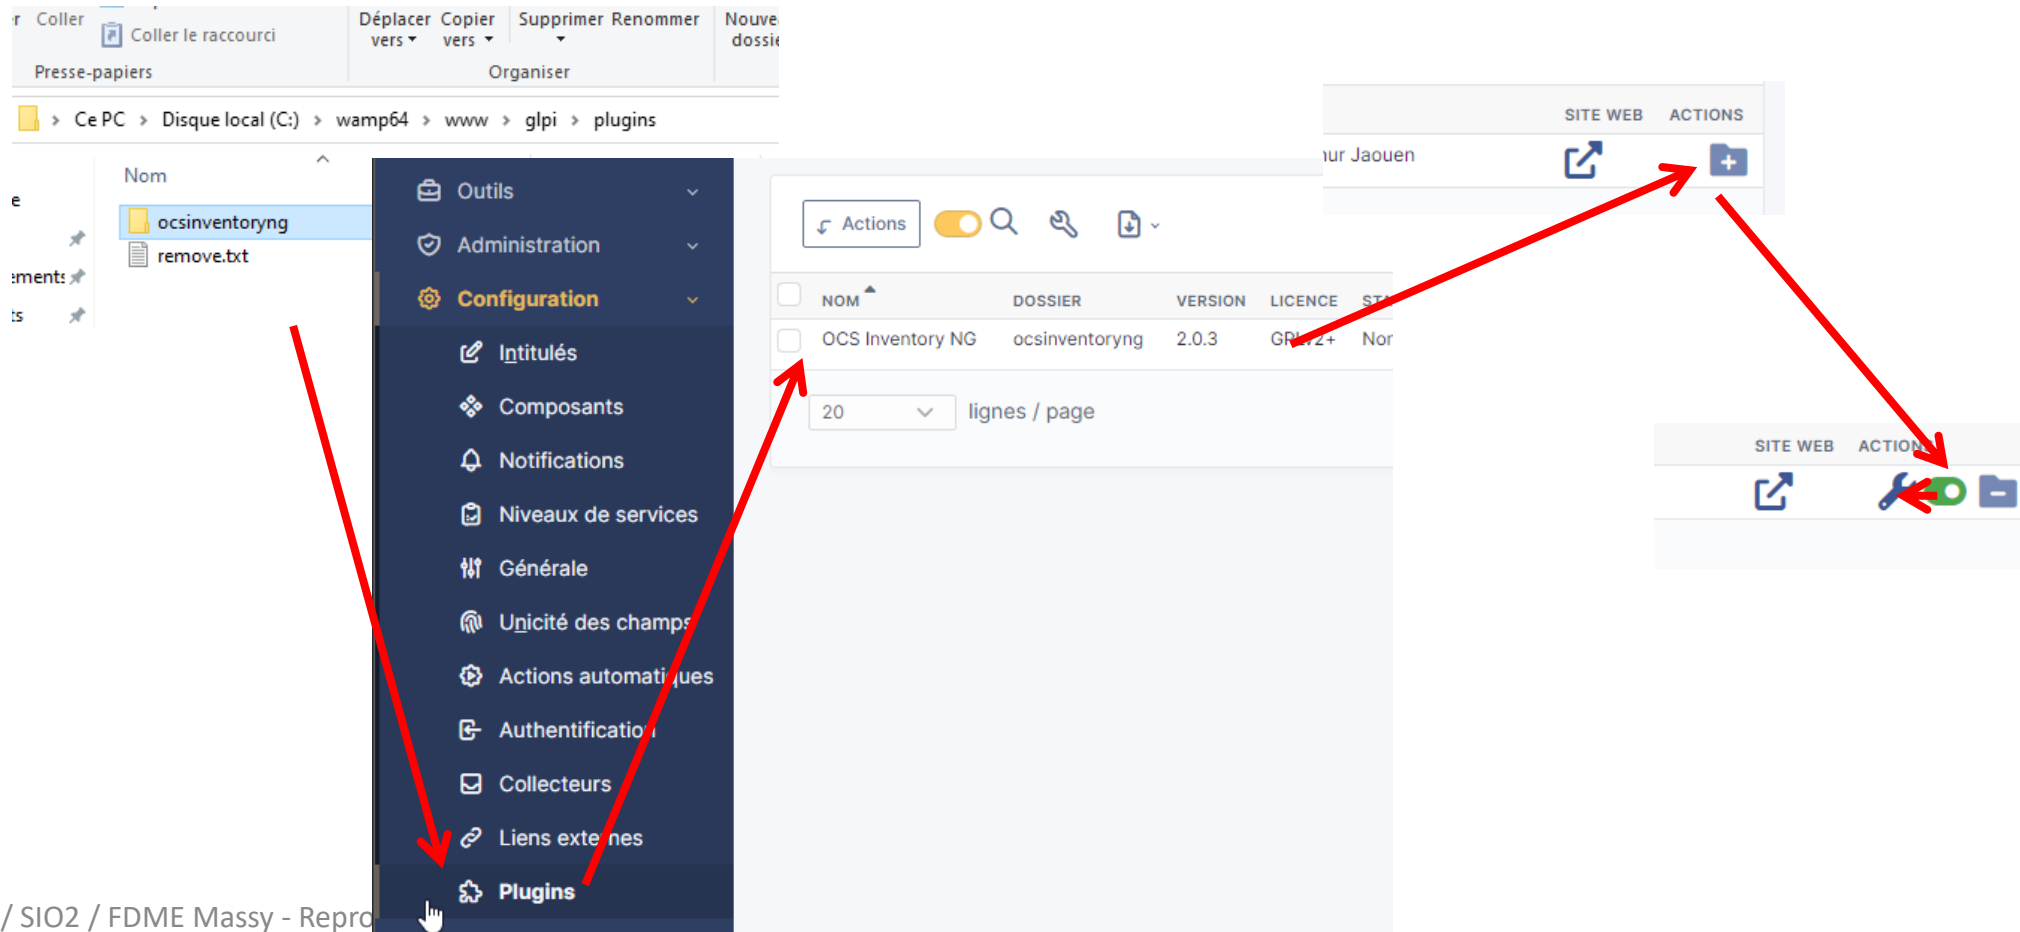 Coller
Coller le raccourci
Déplacer vers
Copier vers
Supprimer
Renommer
Presse-papiers
Organiser
Ce PC > Disque local (C:) > wamp64 > www > glpi > plugins
Nom
ocsinventoryng
remove.txt
Outils
Administration
Configuration
Intitulés
Composants
Notifications
Niveaux de services
Générale
Unicité des champs
Actions automatiques
Authentification
Collecteurs
Liens externes
Plugins
Actions
NOM DOSSIER VERSION LICENCE
OCS Inventory NG ocsinventoryng 2.0.3 GPLv2+
20 lignes / page
SITE WEB ACTIONS
Jaouen
SITE WEB ACTIONS
/ SIO2 / FDME Massy - Repro